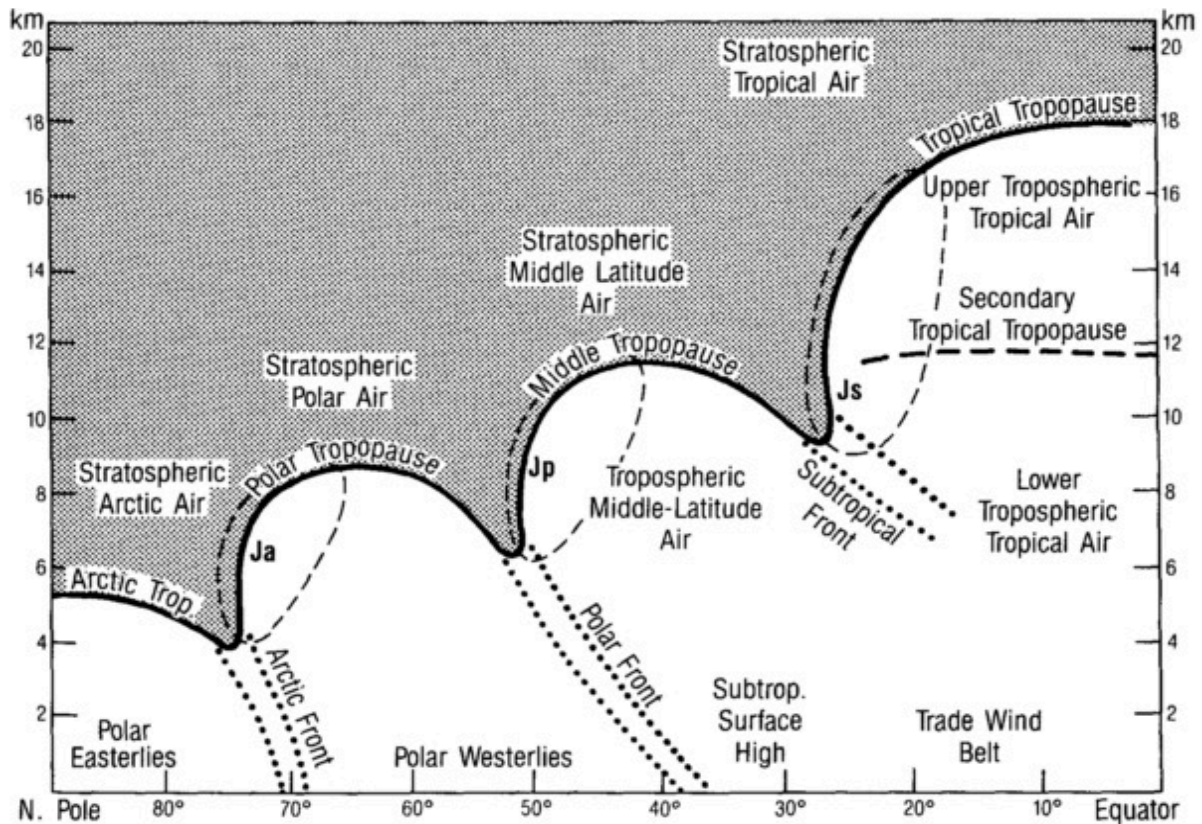 km
20
18
16
14
12
10
8
6
4
2
km
20
18
16
14
12
10
8
6
4
2
Stratospheric
Tropical Air
Tropical Tropopause
Upper Tropospheric
Tropical Air
Stratospheric
Middle Latitude
Air
Secondary
Tropical Tropopause
Middle Tropopause
Stratospheric
Polar Air
Js
Stratospheric
Arctic Air
Polar Tropopause
Jp
Tropospheric
Middle-Latitude
Air
Subtropical
Front
Lower
Tropospheric
Tropical Air
Ja
Arctic Trop.
Arctic Front
Polar Front
Polar
Easterlies
Polar Westerlies
Subtrop.
Surface
High
Trade Wind
Belt
N. Pole 80° 70° 60° 50° 40° 30° 20° 10° Equator